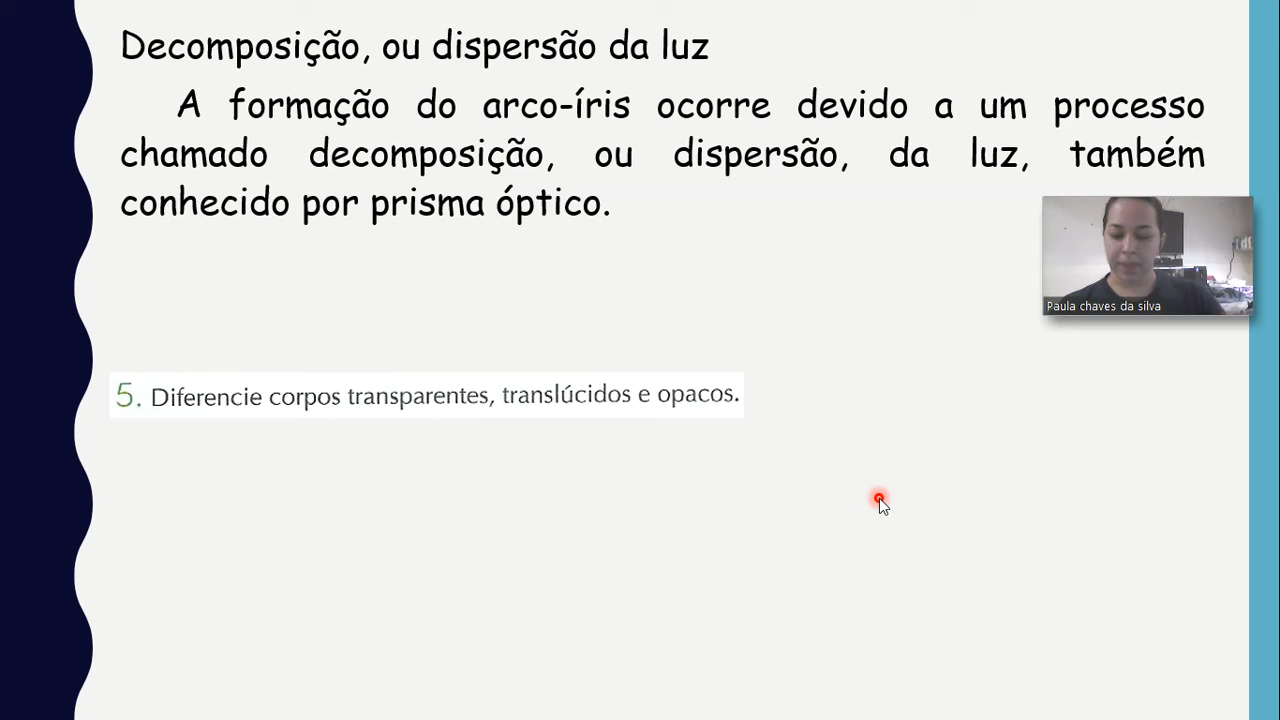 Decomposição, ou dispersão da luz
A formação do arco-íris ocorre devido a um processo
chamado decomposição, ou dispersão, da luz, também
conhecido por prisma óptico.
Paula chaves da silva
5. Diferencie corpos transparentes, translúcidos e opacos.